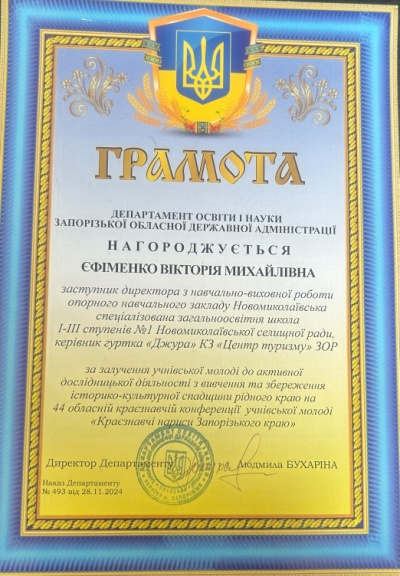 ГРАМОТА
ДЕПАРТАМЕНТ ОСВІТИ І НАУКИ
ЗАПОРІЗЬКОЇ ОБЛАСНОЇ ДЕРЖАВНОЇ АДМІНІСТРАЦІЇ
НАГОРОДЖУЄТЬСЯ
ЄФІМЕНКО ВІКТОРІЯ МИХАЙЛІВНА
заступник директора з навчально-виховної роботи
опорного навчального закладу Новомиколаївська
спеціалізована загальноосвітня школа
І-ІІІ ступенів №1 Новомиколаївської селищної ради,
керівник гуртка «Джура» КЗ «Центр туризму» ЗОР
за залучення учнівської молоді до активної
дослідницької діяльності з вивчення та збереження
історико-культурної спадщини рідного краю на
44 обласній краєзнавчій конференції учнівської молоді
«Краєзнавчі нариси Запорізького краю»
Директор Департаменту Людмила БУХАРІНА
Наказ Департаменту
№ 493 від 28.11.2024